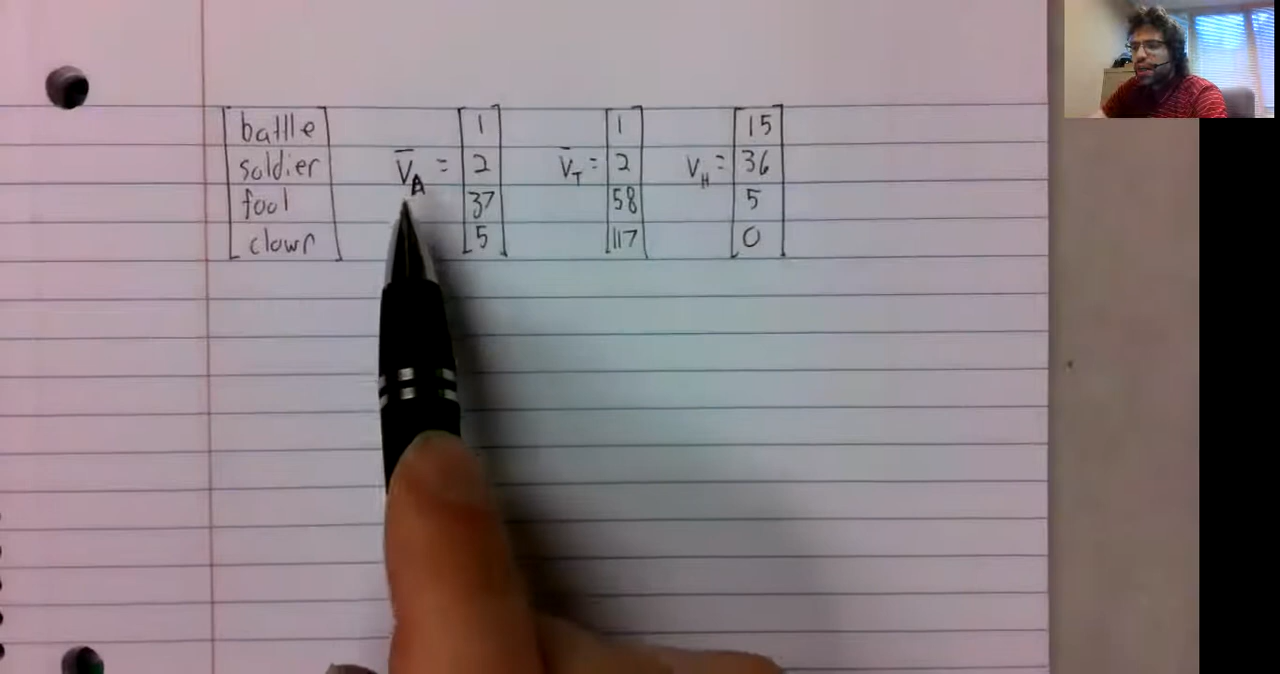 battle
soldier
fool
clown
V̅A = 1 2 37 5
V̅T = 1 2 58 117
VH = 15 36 5 0